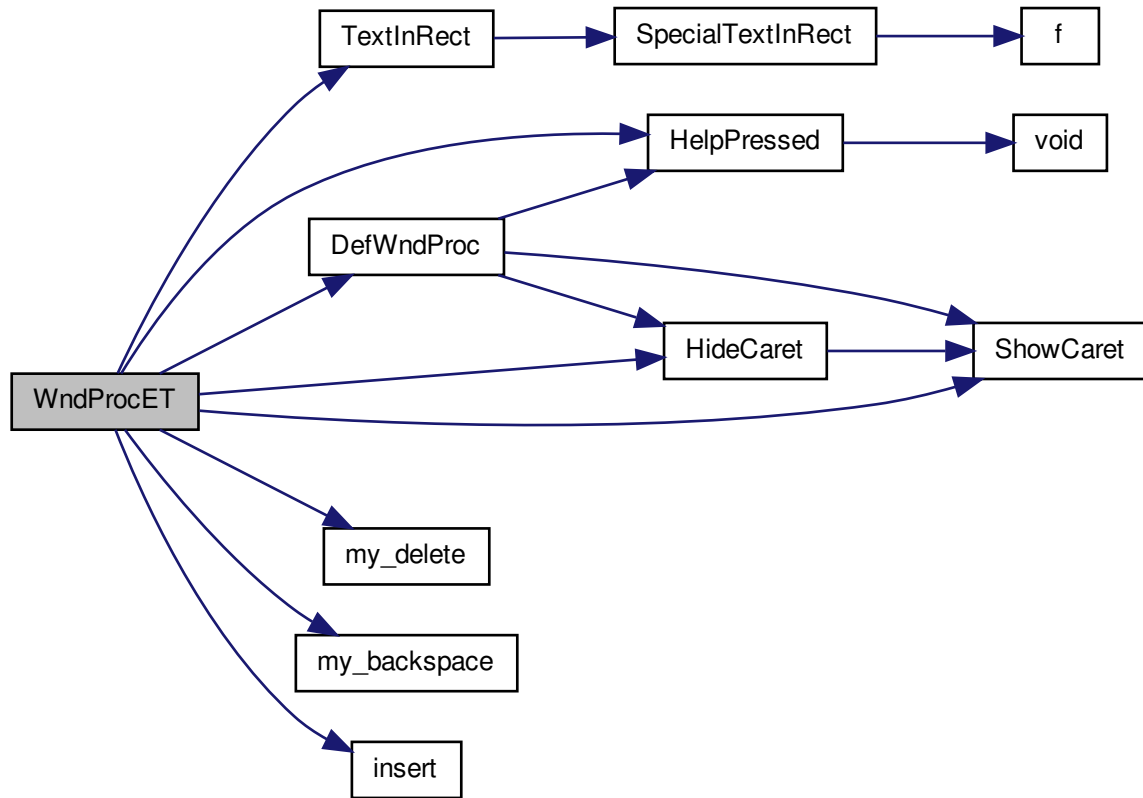 TextInRect
SpecialTextInRect
f
HelpPressed
void
DefWndProc
HideCaret
ShowCaret
WndProcET
my_delete
my_backspace
insert